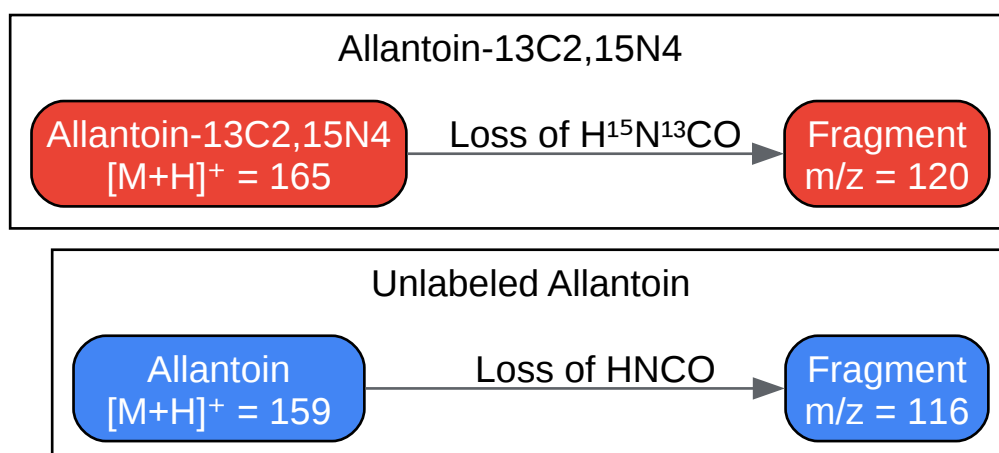 Allantoin-13C2,15N4
Allantoin-13C2,15N4
[M+H]⁺ = 165
Loss of H¹⁵N¹³CO
Fragment
m/z = 120
Unlabeled Allantoin
Allantoin
[M+H]⁺ = 159
Loss of HNCO
Fragment
m/z = 116